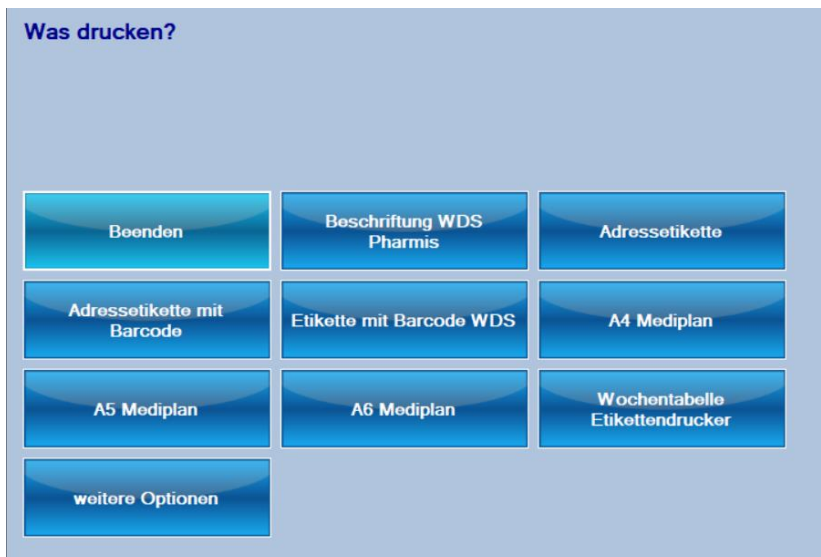 Was drucken?
Beenden
Beschriftung WDS
Pharmis
Adressetikette
Adressetikette mit
Barcode
Etikette mit Barcode WDS
A4 Mediplan
A5 Mediplan
A6 Mediplan
Wochentabelle
Etikettendrucker
weitere Optionen